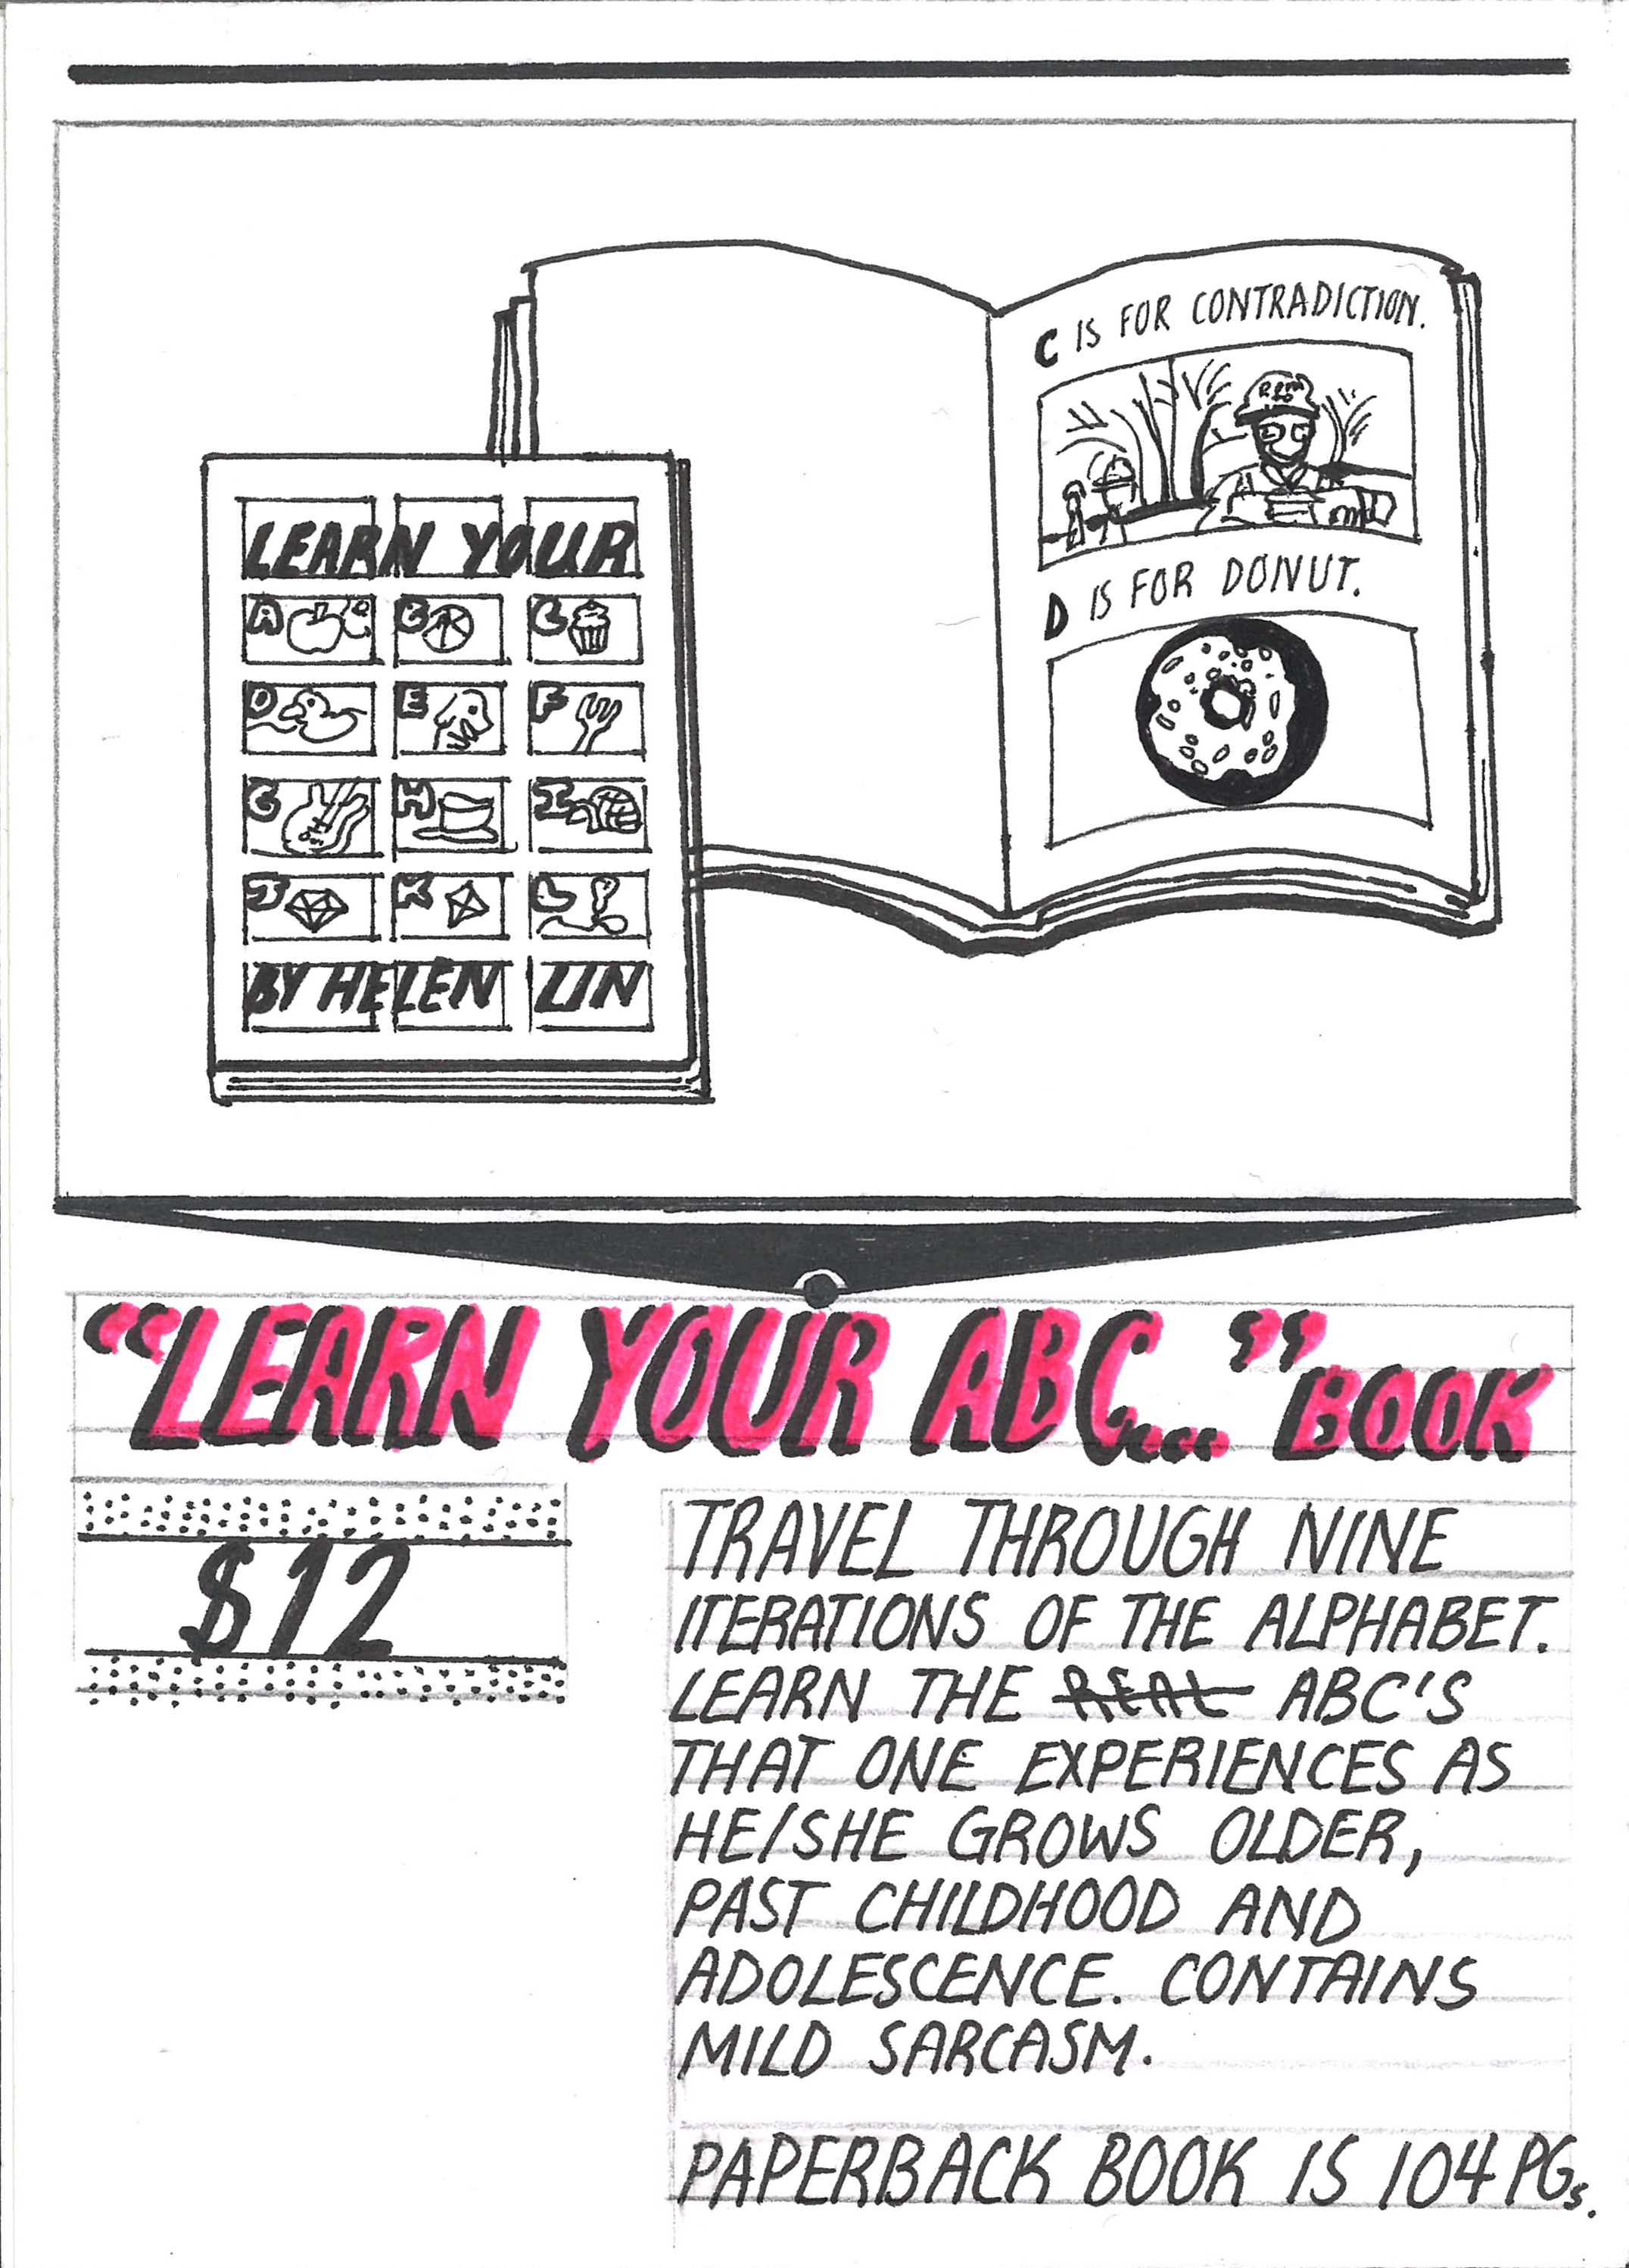 C IS FOR CONTRADICTION.
D IS FOR DONUT.
LEARN YOUR
A B C
D E F
G H I
J K L
BY HELEN LIN
“LEARN YOUR ABC...” BOOK
$12
TRAVEL THROUGH NINE
ITERATIONS OF THE ALPHABET.
LEARN THE REAL ABC'S
THAT ONE EXPERIENCES AS
HE/SHE GROWS OLDER,
PAST CHILDHOOD AND
ADOLESCENCE. CONTAINS
MILD SARCASM.
PAPERBACK BOOK IS 104 PGs.